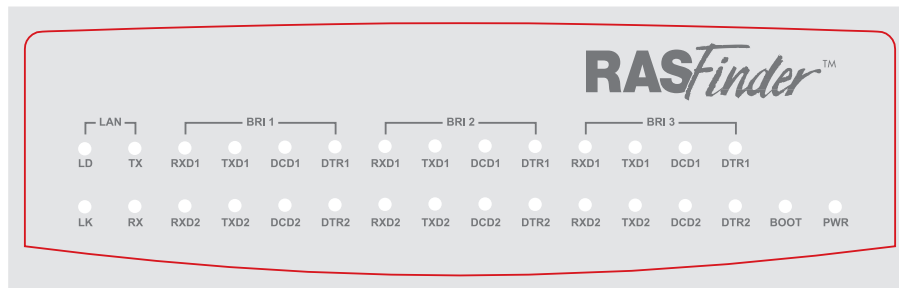 RASFinder™
LAN BRI 1 BRI 2 BRI 3
LD TX RXD1 TXD1 DCD1 DTR1 RXD1 TXD1 DCD1 DTR1 RXD1 TXD1 DCD1 DTR1
LK RX RXD2 TXD2 DCD2 DTR2 RXD2 TXD2 DCD2 DTR2 RXD2 TXD2 DCD2 DTR2 BOOT PWR